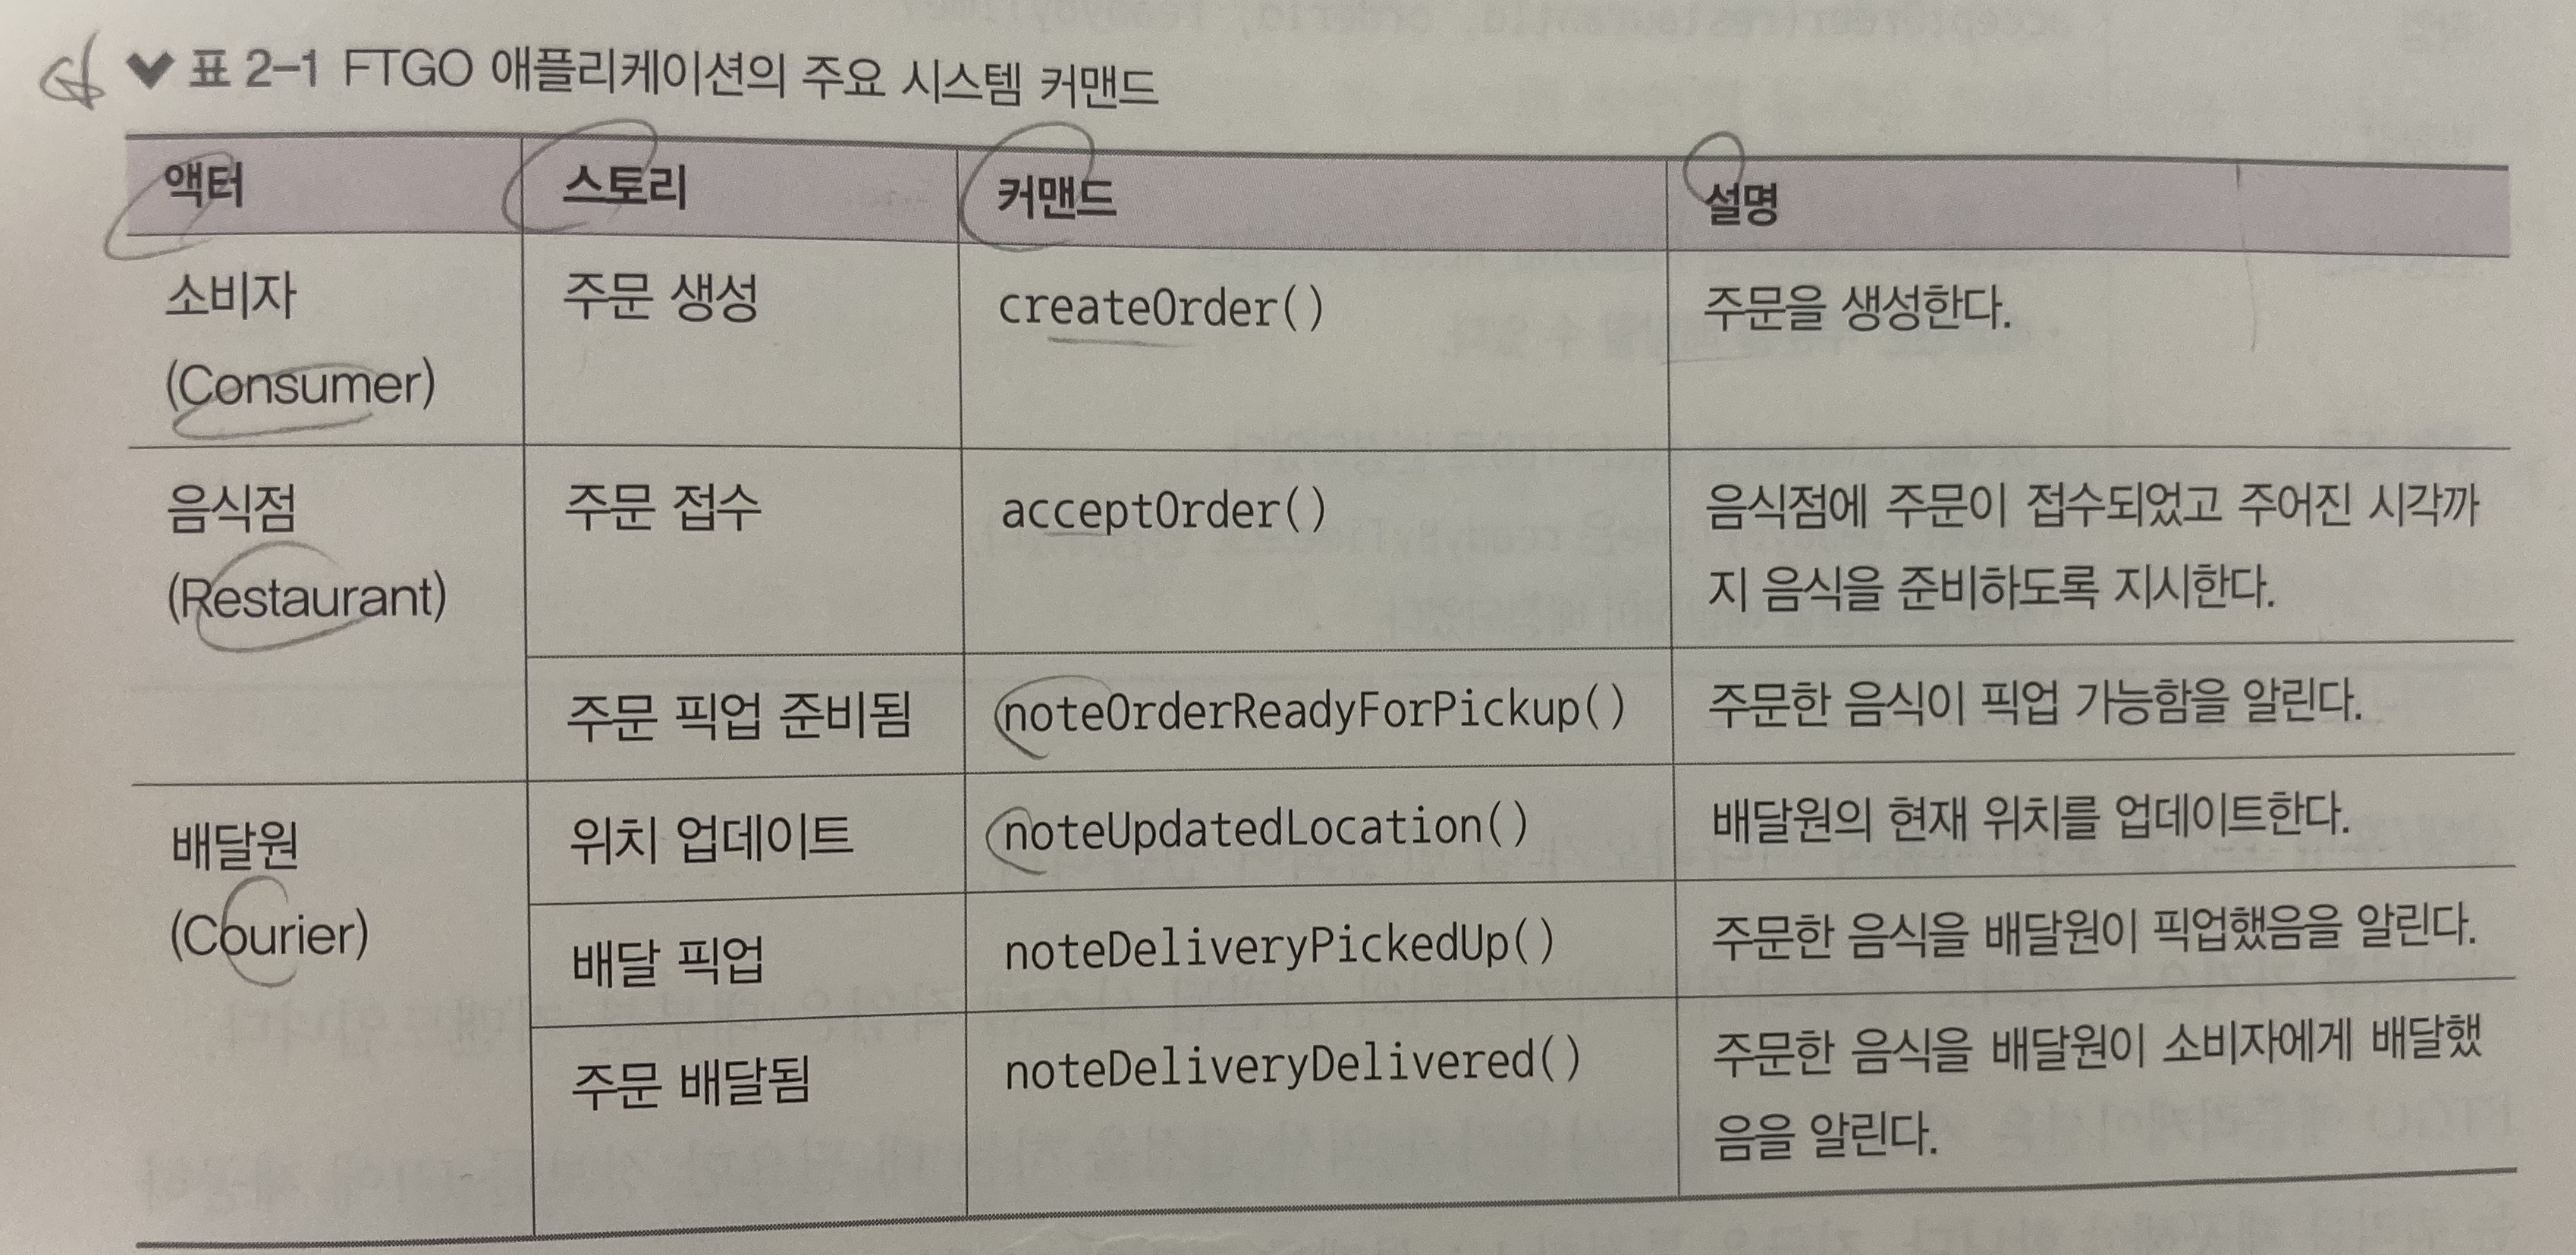 표 2-1 FTGO 애플리케이션의 주요 시스템 커맨드
액터 스토리 커맨드 설명
소비자 주문 생성 createOrder() 주문을 생성한다.
(Consumer)
음식점 주문 접수 acceptOrder() 음식점에 주문이 접수되었고 주어진 시각까
(Restaurant) 지 음식을 준비하도록 지시한다.
주문 픽업 준비됨 noteOrderReadyForPickup() 주문한 음식이 픽업 가능함을 알린다.
배달원 위치 업데이트 noteUpdatedLocation() 배달원의 현재 위치를 업데이트한다.
(Courier)
배달 픽업 noteDeliveryPickedUp() 주문한 음식을 배달원이 픽업했음을 알린다.
주문 배달됨 noteDeliveryDelivered() 주문한 음식을 배달원이 소비자에게 배달했
음을 알린다.